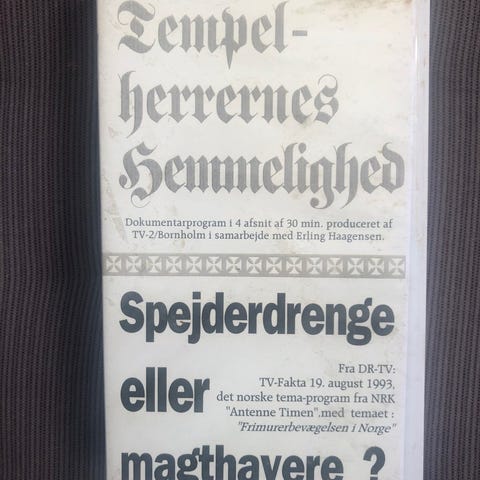 Tempel-
herrernes
Hemmelighed
Dokumentarprogram i 4 afsnit af 30 min. produceret af
TV-2/Bornholm i samarbejde med Erling Haagensen.
Spejderdrenge
eller
Fra DR-TV:
TV-Fakta 19. august 1993,
det norske tema-program fra NRK
"Antenne Timen".med temaet :
"Frimurerbevægelsen i Norge"
magthavere ?